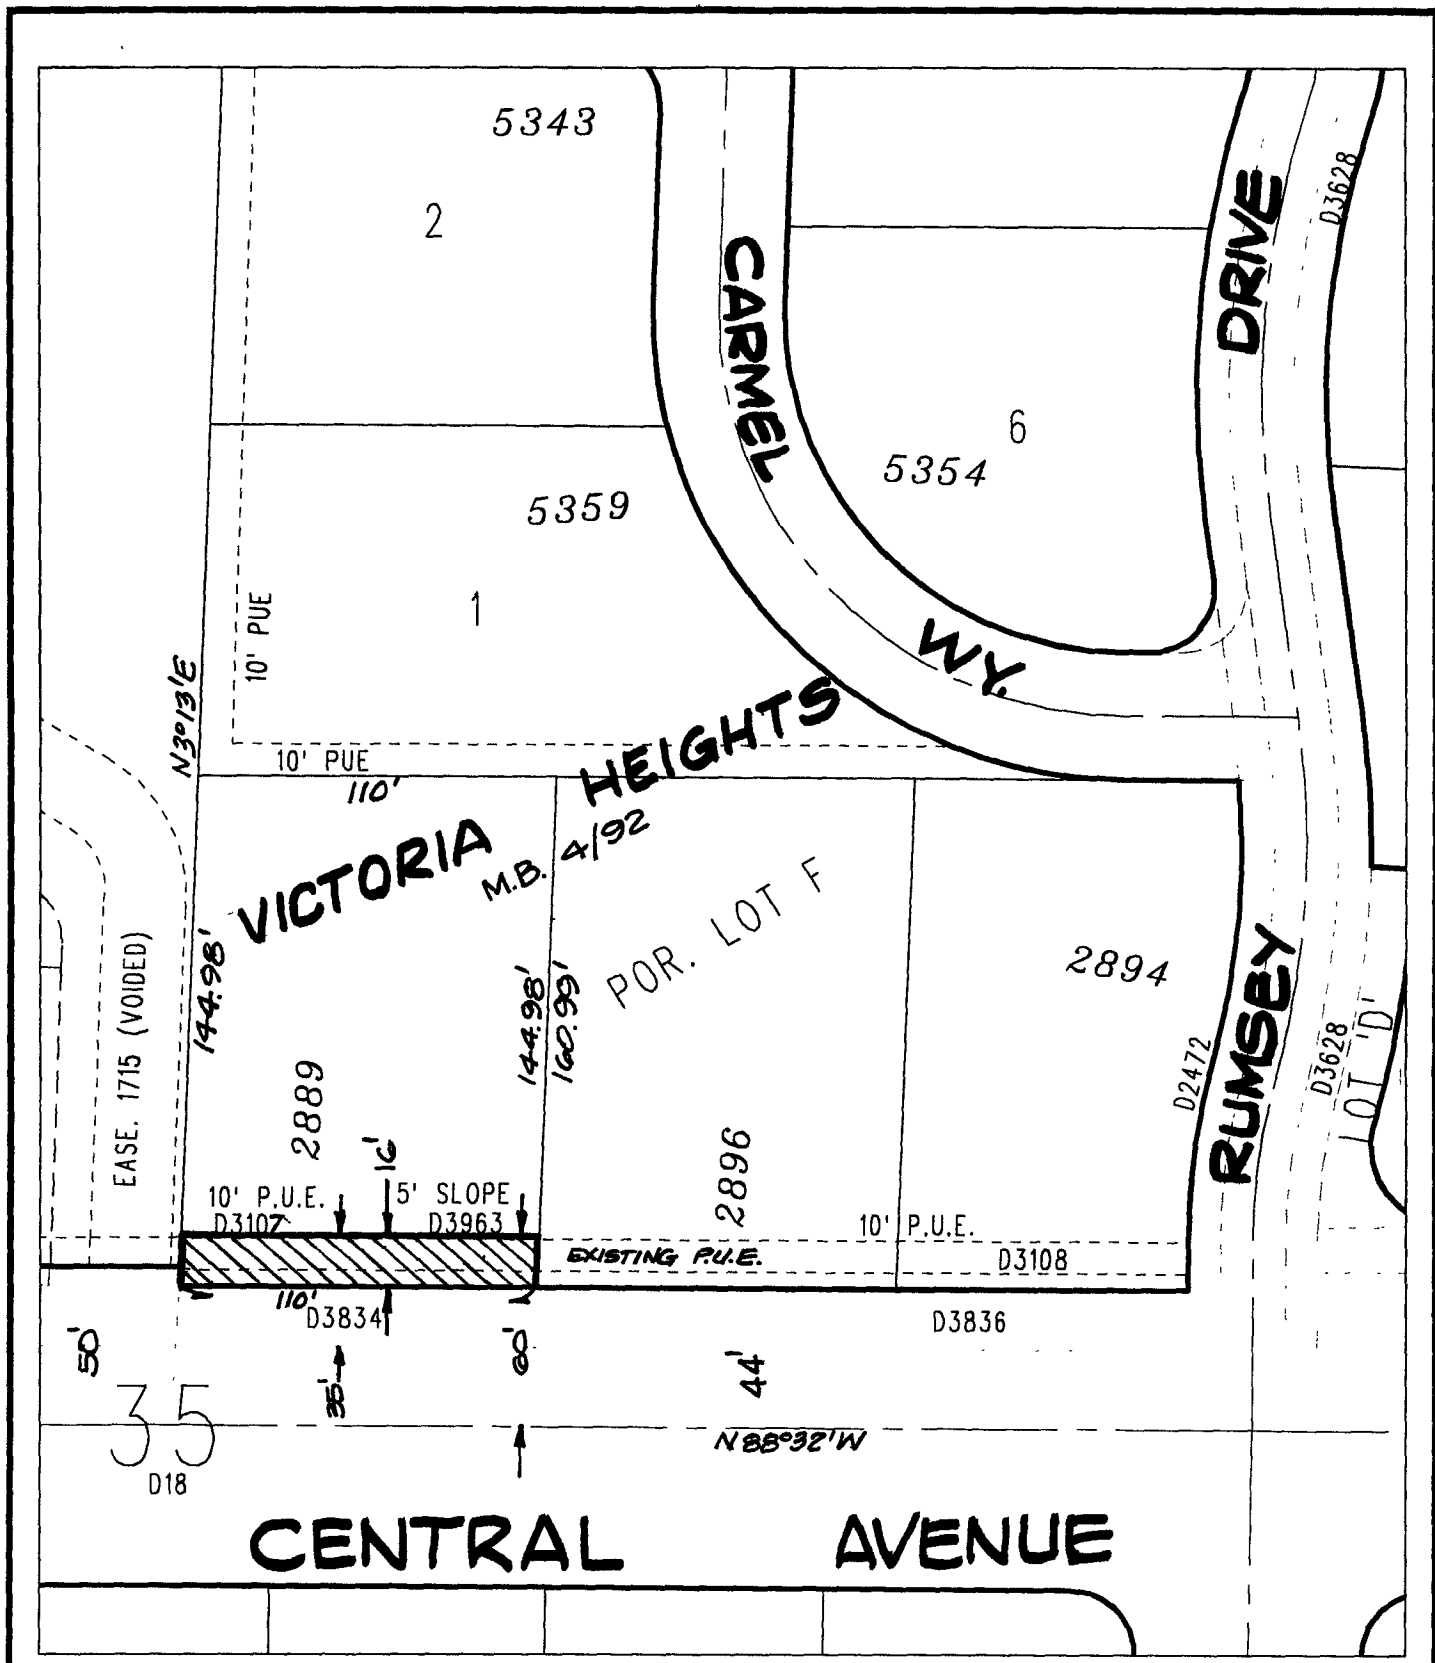 5343
2
CARMEL
DRIVE
D3628
6
5354
5359
1
10' PUE
WY.
N3°13'E
10' PUE
110'
VICTORIA HEIGHTS
M.B. 4/92
POR. LOT F
2894
144.98'
144.98'
160.99'
EASE. 1715 (VOIDED)
2889
2896
D2472
RUMSEY
D3628
LOT 'D'
16'
10' P.U.E.
D3107
5' SLOPE
D3963
10' P.U.E.
EXISTING P.U.E.
D3108
110'
D3834
D3836
50'
35'
60'
44'
35
D18
N88°32'W
CENTRAL AVENUE